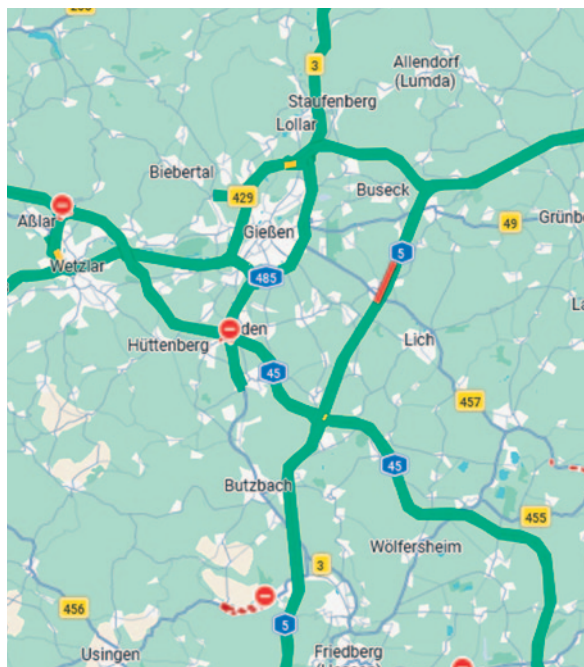 3
Allendorf
(Lumda)
Staufenberg
Lollar
Biebertal
429
Buseck
Aßlar
Gießen
49
Grünb
5
Wetzlar
485
den
Hüttenberg
Lich
45
457
45
Butzbach
455
Wölfersheim
3
456
5
Usingen
Friedberg